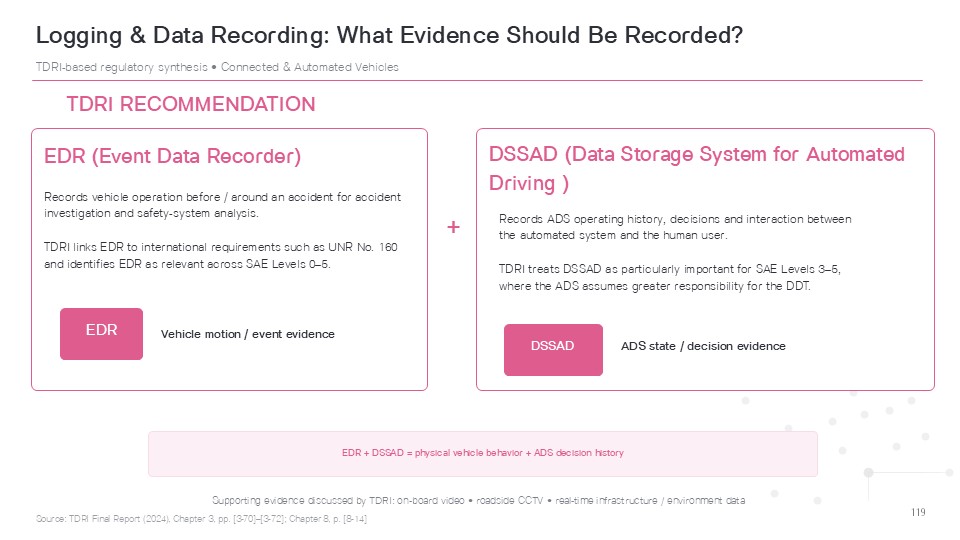 Logging & Data Recording: What Evidence Should Be Recorded?
TDRI-based regulatory synthesis • Connected & Automated Vehicles
TDRI RECOMMENDATION
EDR (Event Data Recorder)
Records vehicle operation before / around an accident for accident
investigation and safety-system analysis.
TDRI links EDR to international requirements such as UNR No. 160
and identifies EDR as relevant across SAE Levels 0–5.
EDR
Vehicle motion / event evidence
+
DSSAD (Data Storage System for Automated
Driving )
Records ADS operating history, decisions and interaction between
the automated system and the human user.
TDRI treats DSSAD as particularly important for SAE Levels 3–5,
where the ADS assumes greater responsibility for the DDT.
DSSAD
ADS state / decision evidence
EDR + DSSAD = physical vehicle behavior + ADS decision history
Supporting evidence discussed by TDRI: on-board video • roadside CCTV • real-time infrastructure / environment data
Source: TDRI Final Report (2024), Chapter 3, pp. [3-70]–[3-72]; Chapter 8, p. [8-14]
119